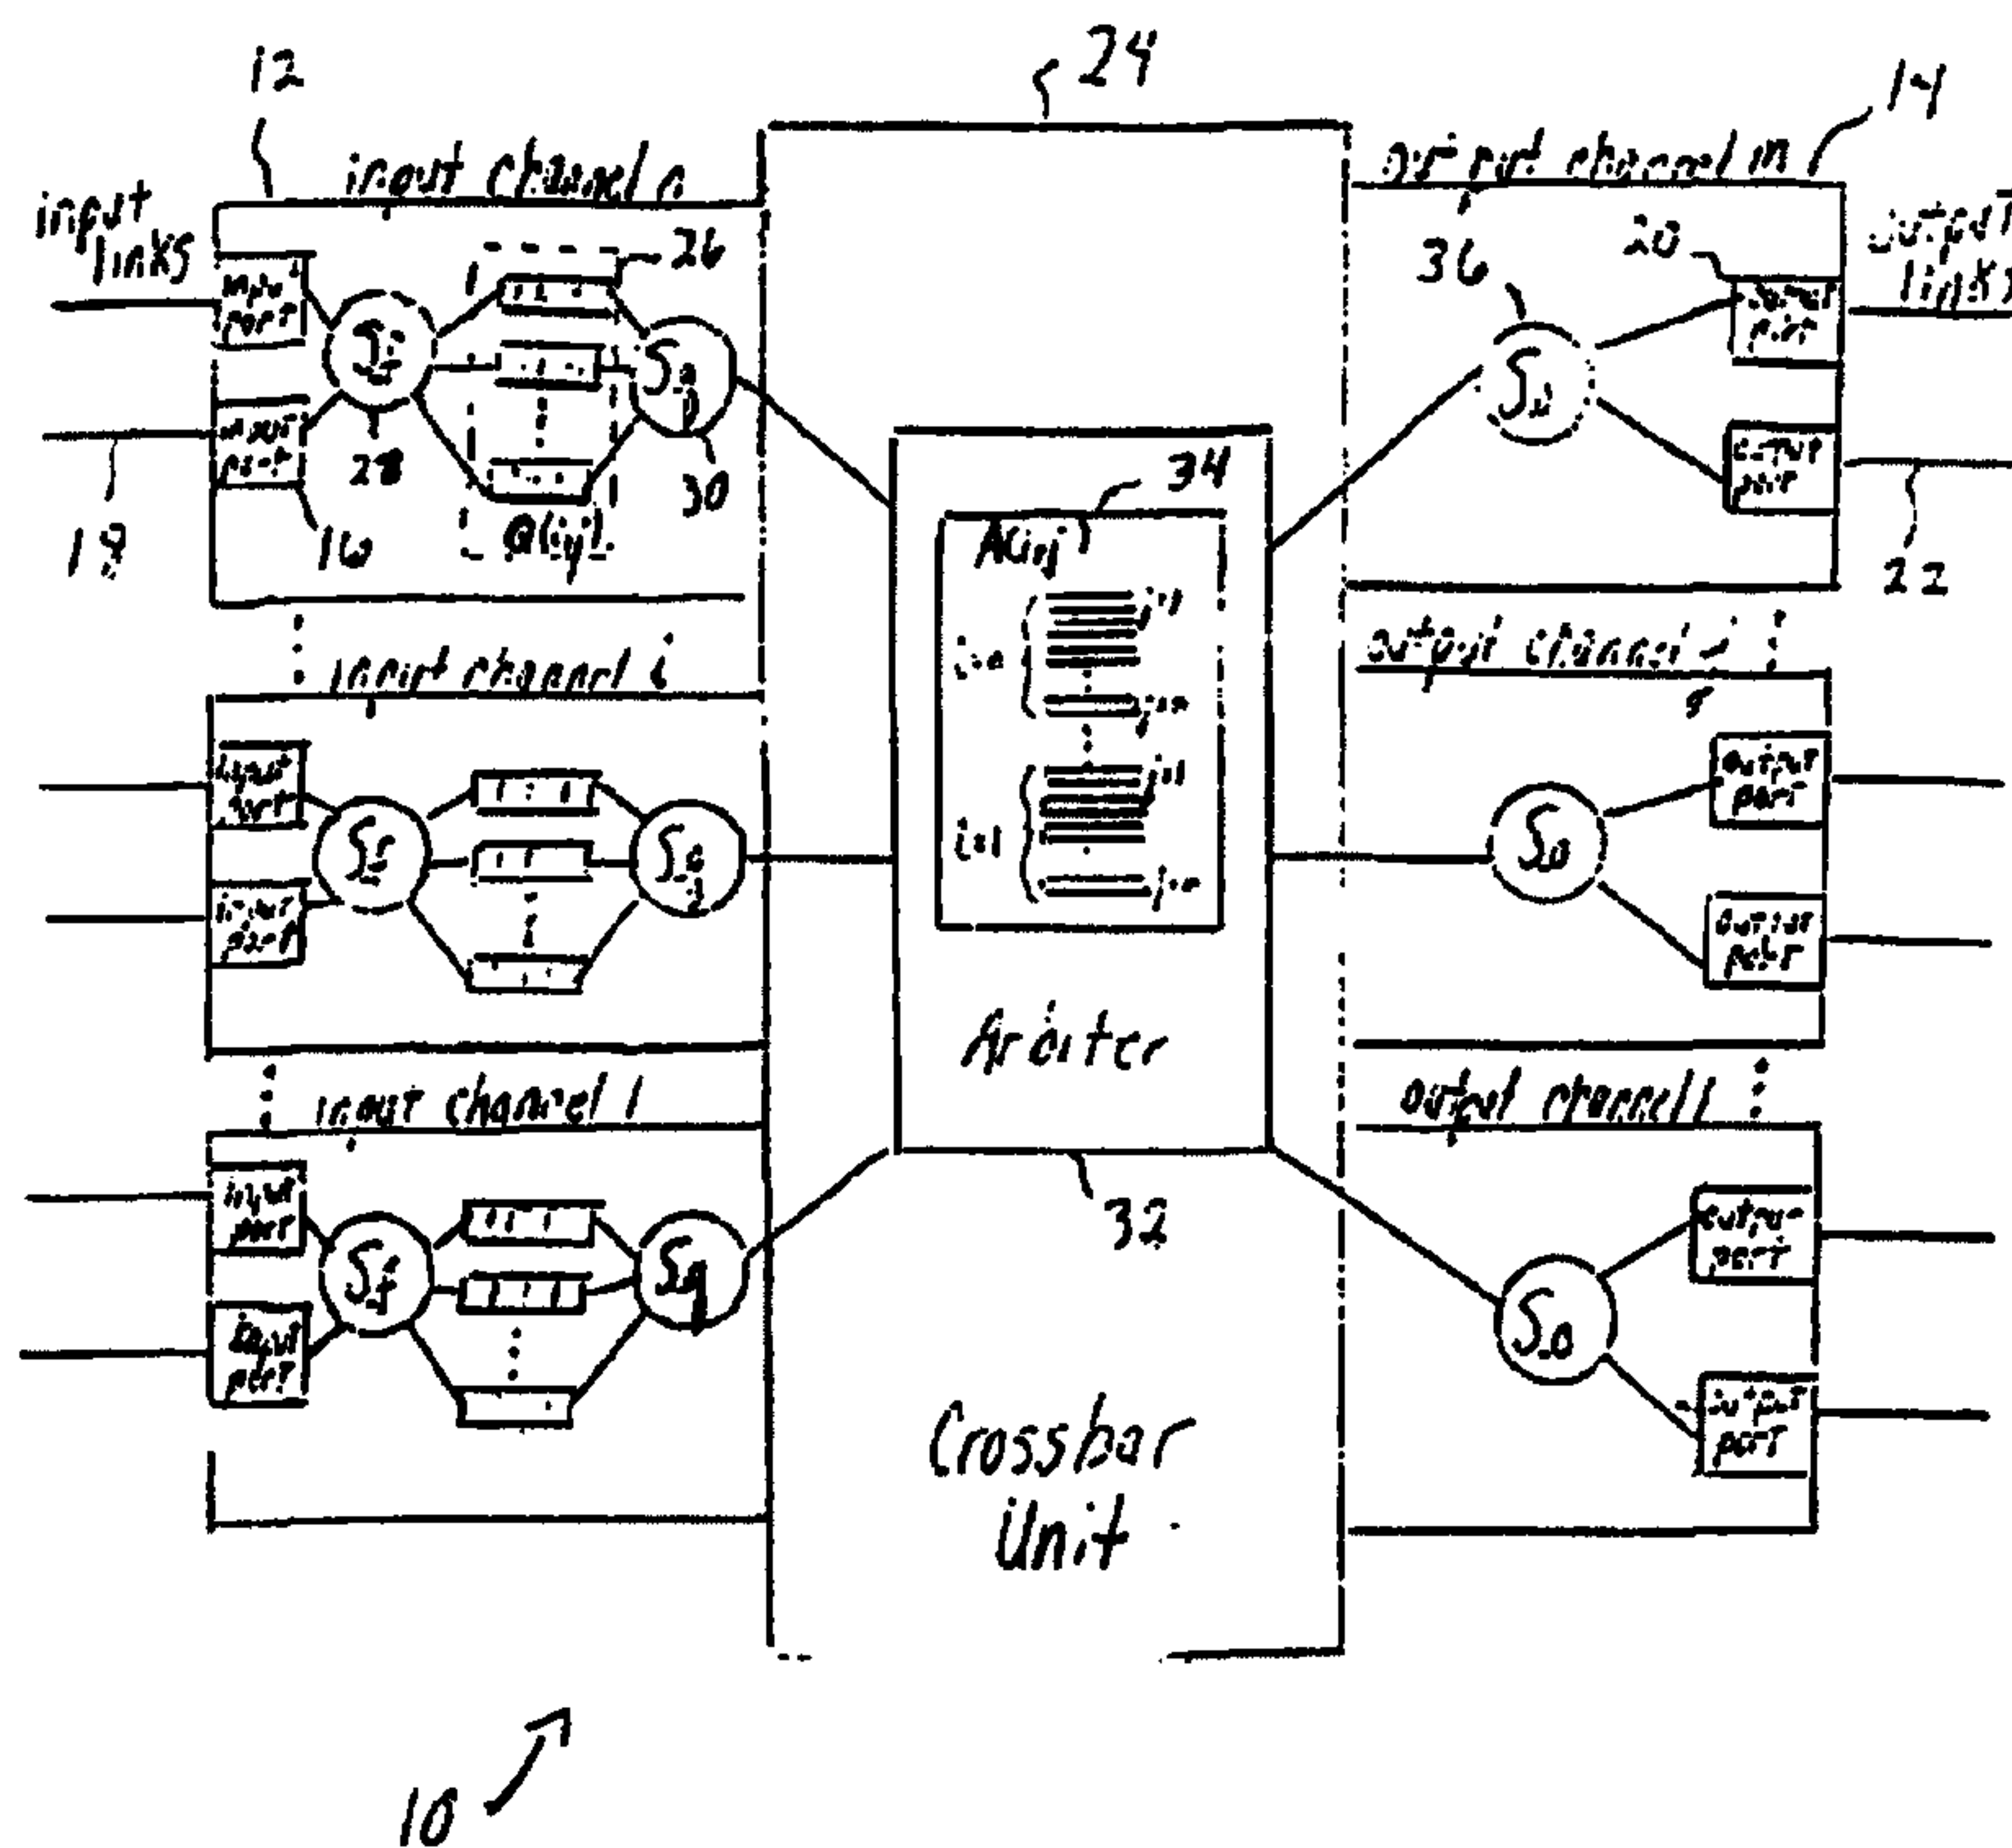 12
24
14
input channel n
output channel m
input
links
output
links
26
20
36
input
port
Sf
Sq
So
output
port
input
port
output
port
28
30
34
18
16
Q(i,j)
22
input channel i
output channel j
input
port
Sf
Sq
So
output
port
input
port
output
port
i=1
Arbiter
input channel 1
output channel 1
32
input
port
Sf
Sq
So
output
port
input
port
output
port
Crossbar
Unit
10